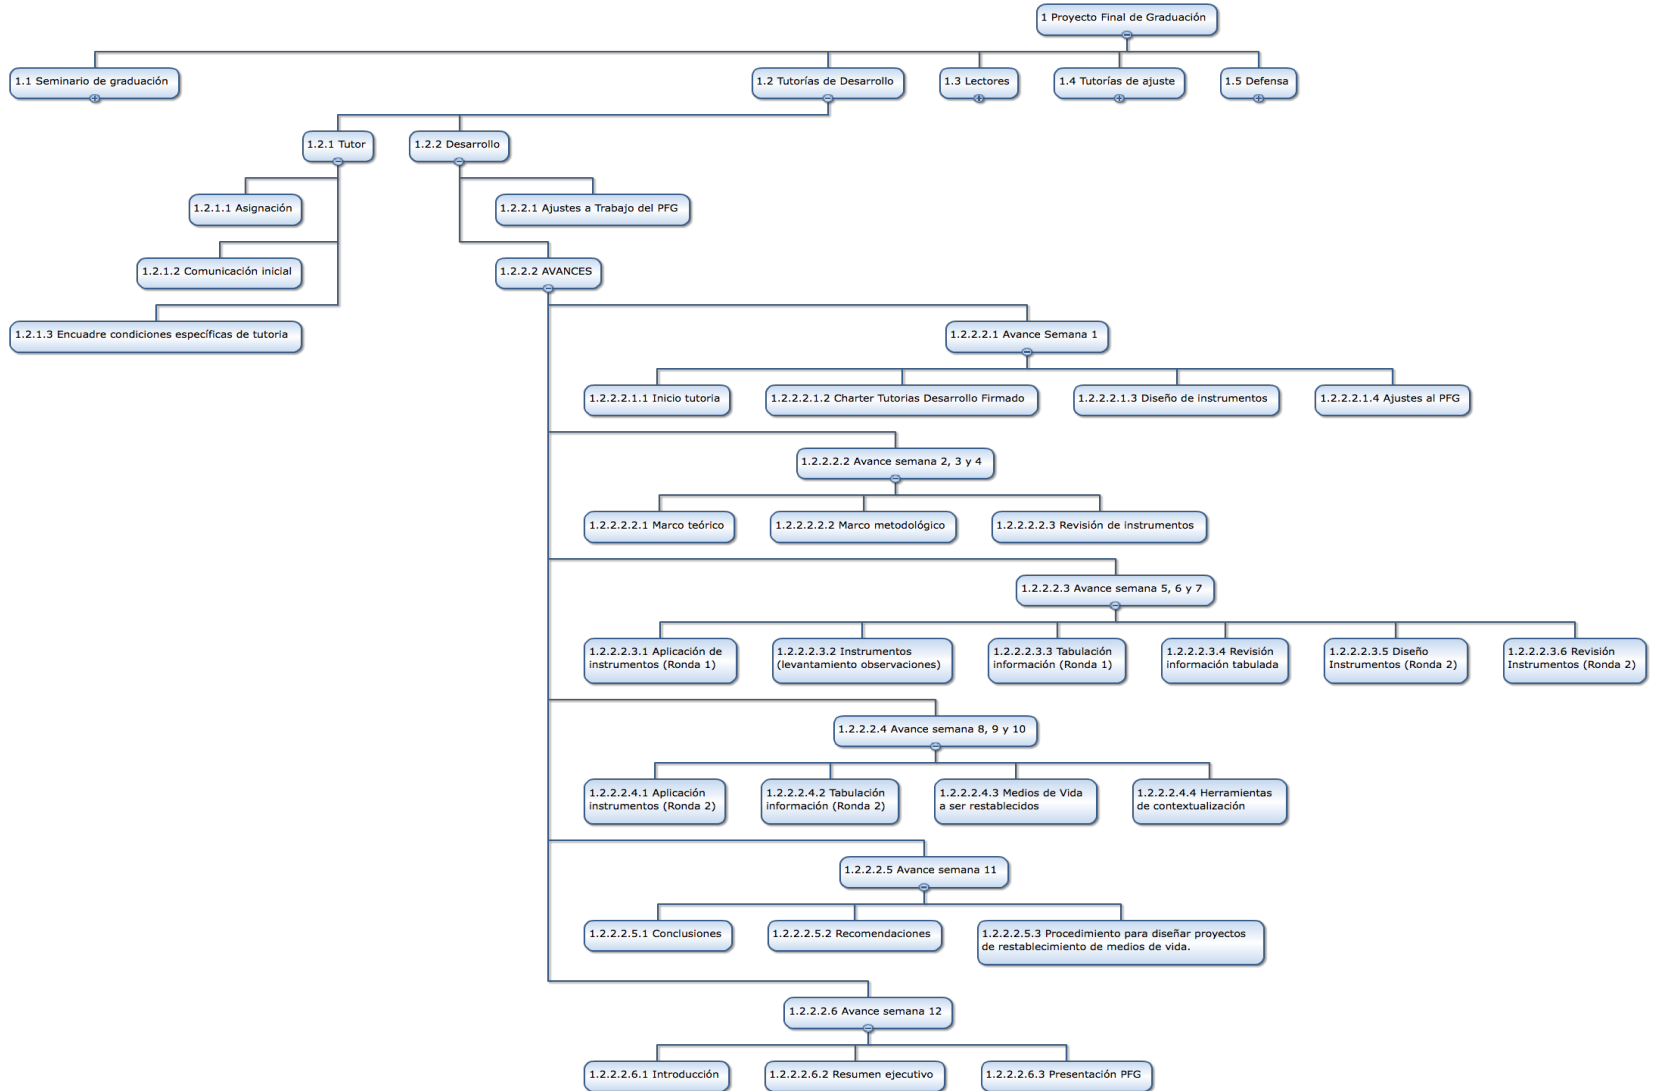 1 Proyecto Final de Graduación
1.1 Seminario de graduación
1.2 Tutorías de Desarrollo
1.3 Lectores
1.4 Tutorías de ajuste
1.5 Defensa
1.2.1 Tutor
1.2.2 Desarrollo
1.2.1.1 Asignación
1.2.2.1 Ajustes a Trabajo del PFG
1.2.1.2 Comunicación inicial
1.2.2.2 AVANCES
1.2.1.3 Encuadre condiciones específicas de tutoria
1.2.2.2.1 Avance Semana 1
1.2.2.2.1.1 Inicio tutoria
1.2.2.2.1.2 Charter Tutorias Desarrollo Firmado
1.2.2.2.1.3 Diseño de instrumentos
1.2.2.2.1.4 Ajustes al PFG
1.2.2.2.2 Avance semana 2, 3 y 4
1.2.2.2.2.1 Marco teórico
1.2.2.2.2.2 Marco metodológico
1.2.2.2.2.3 Revisión de instrumentos
1.2.2.2.3 Avance semana 5, 6 y 7
1.2.2.2.3.1 Aplicación de
instrumentos (Ronda 1)
1.2.2.2.3.2 Instrumentos
(levantamiento observaciones)
1.2.2.2.3.3 Tabulación
información (Ronda 1)
1.2.2.2.3.4 Revisión
información tabulada
1.2.2.2.3.5 Diseño
Instrumentos (Ronda 2)
1.2.2.2.3.6 Revisión
Instrumentos (Ronda 2)
1.2.2.2.4 Avance semana 8, 9 y 10
1.2.2.2.4.1 Aplicación
instrumentos (Ronda 2)
1.2.2.2.4.2 Tabulación
información (Ronda 2)
1.2.2.2.4.3 Medios de Vida
a ser restablecidos
1.2.2.2.4.4 Herramientas
de contextualización
1.2.2.2.5 Avance semana 11
1.2.2.2.5.1 Conclusiones
1.2.2.2.5.2 Recomendaciones
1.2.2.2.5.3 Procedimiento para diseñar proyectos
de restablecimiento de medios de vida.
1.2.2.2.6 Avance semana 12
1.2.2.2.6.1 Introducción
1.2.2.2.6.2 Resumen ejecutivo
1.2.2.2.6.3 Presentación PFG